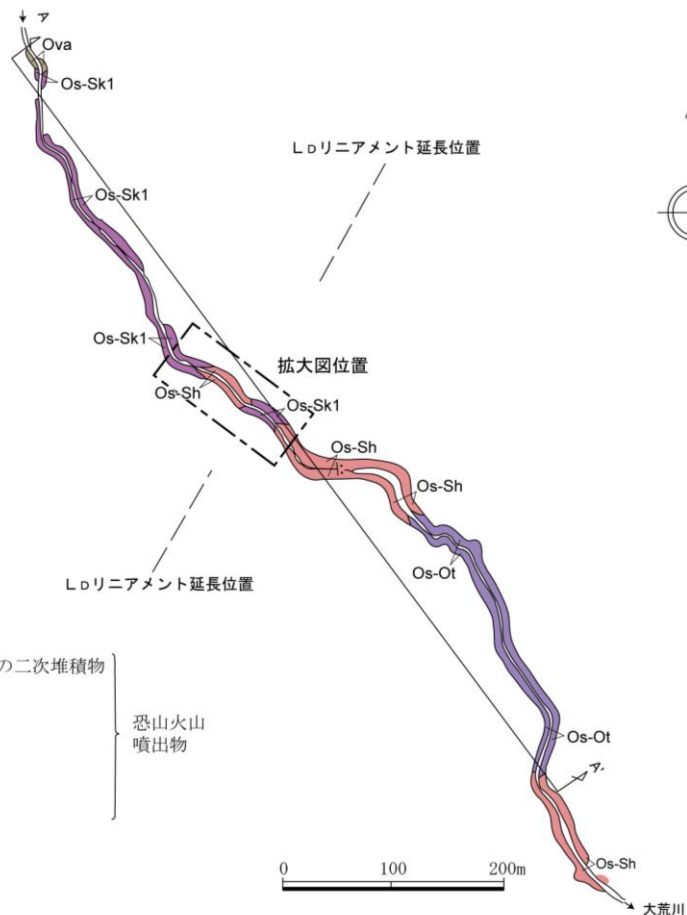 A
Ova
Os-Sk1
LDリニアメント延長位置
Os-Sk1
Os-Sk1
拡大図位置
Os-Sh
Os-Sk1
Os-Sh
Os-Sh
LDリニアメント延長位置
Os-Ot
の二次堆積物
恐山火山
噴出物
Os-Ot
A'
0 100 200m
Os-Sh
大荒川